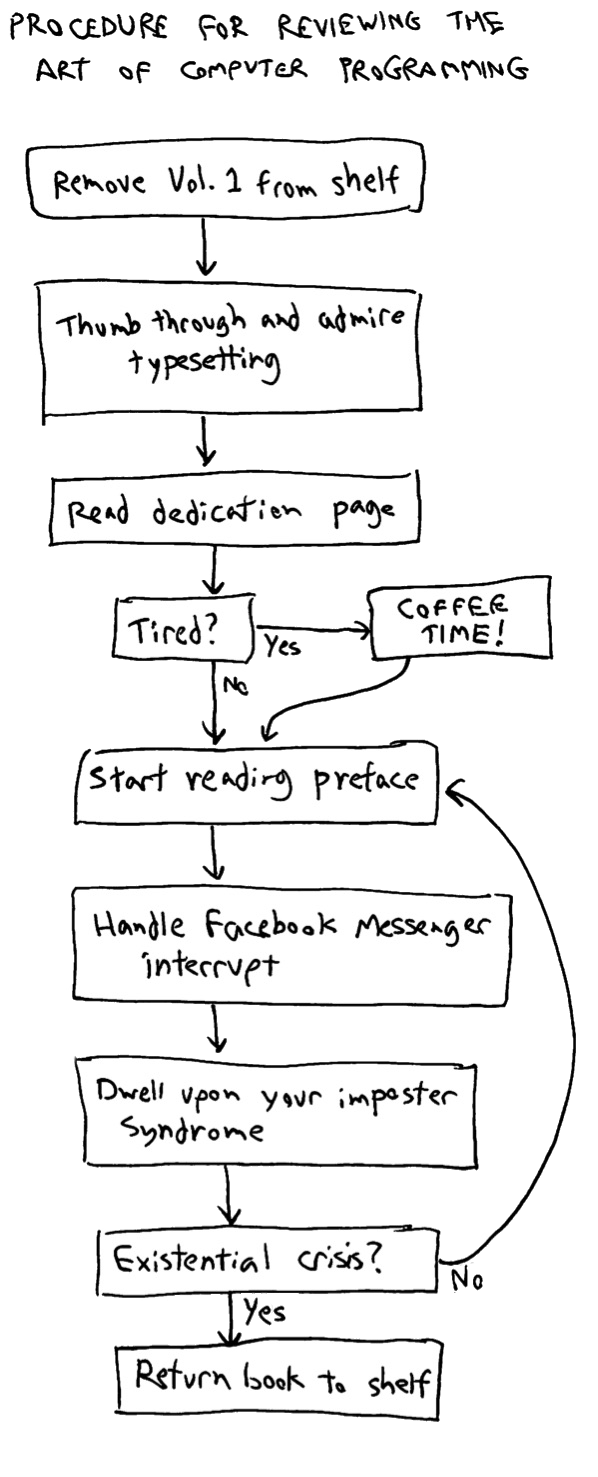 PROCEDURE FOR REVIEWING THE
ART OF COMPUTER PROGRAMMING
Remove Vol. 1 from shelf
Thumb through and admire
typesetting
Read dedication page
Tired?
Yes
COFFEE
TIME!
No
Start reading preface
Handle Facebook Messenger
interrupt
Dwell upon your imposter
Syndrome
Existential crisis?
No
Yes
Return book to shelf